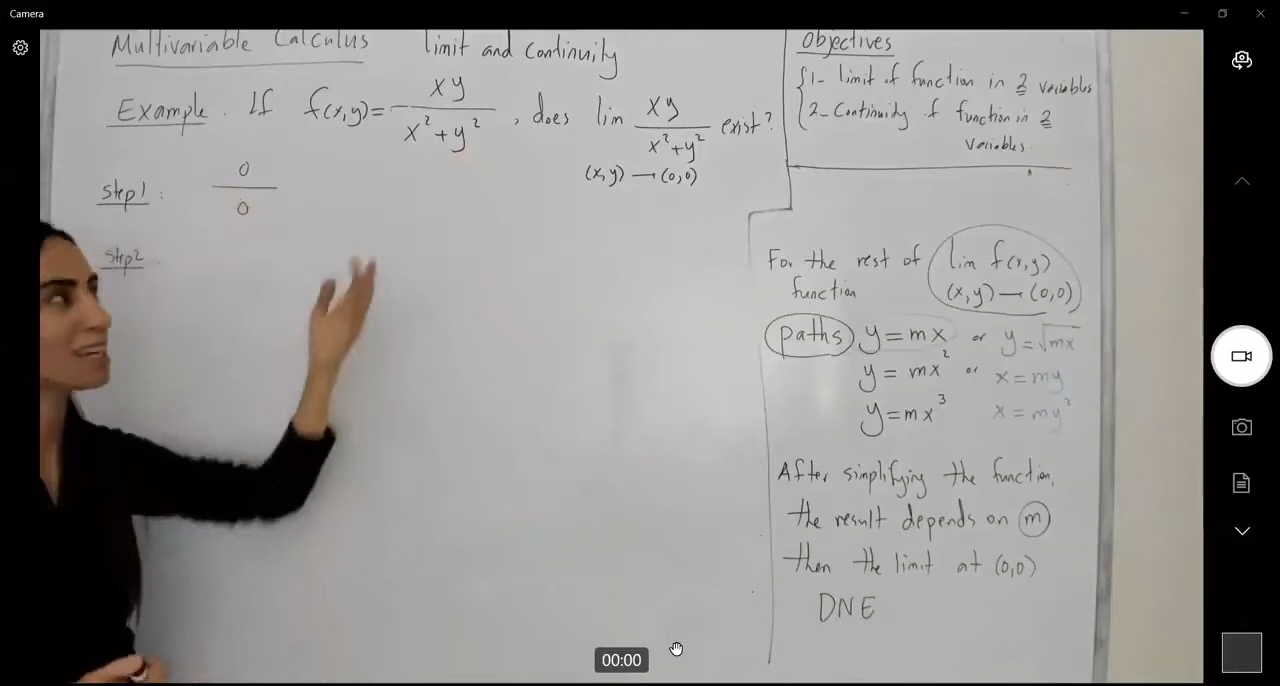 Camera
Multivariable Calculus limit and continuity
Example. If f(x,y)= xy / x²+y² , does lim xy / x²+y² exist?
(x,y)→(0,0)
Step1 : 0 / 0
Step2
Objectives
1- limit of function in 2 variables
2- Continuity of function in 2
variables.
For the rest of lim f(x,y)
function (x,y)→(0,0)
paths y=mx or y=√mx
y=mx² or x=my
y=mx³ x=my²
After simplifying the function,
the result depends on m
then the limit at (0,0)
DNE
00:00